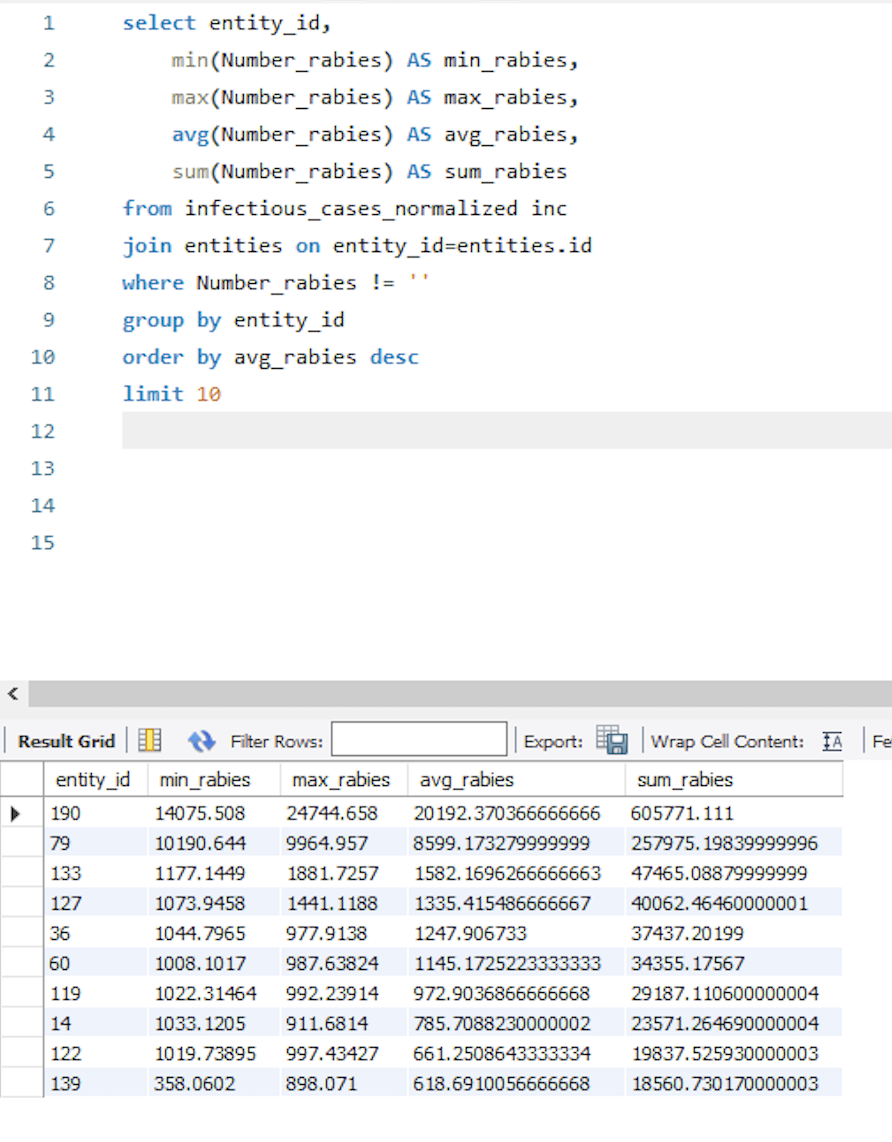 1 select entity_id,
2 min(Number_rabies) AS min_rabies,
3 max(Number_rabies) AS max_rabies,
4 avg(Number_rabies) AS avg_rabies,
5 sum(Number_rabies) AS sum_rabies
6 from infectious_cases_normalized inc
7 join entities on entity_id=entities.id
8 where Number_rabies != ''
9 group by entity_id
10 order by avg_rabies desc
11 limit 10
12
13
14
15
Result Grid Filter Rows: Export: Wrap Cell Content: Fe
entity_id min_rabies max_rabies avg_rabies sum_rabies
190 14075.508 24744.658 20192.370366666666 605771.111
79 10190.644 9964.957 8599.173279999999 257975.19839999996
133 1177.1449 1881.7257 1582.1696266666663 47465.08879999999
127 1073.9458 1441.1188 1335.415486666667 40062.46460000001
36 1044.7965 977.9138 1247.906733 37437.20199
60 1008.1017 987.63824 1145.1725223333333 34355.17567
119 1022.31464 992.23914 972.9036866666668 29187.110600000004
14 1033.1205 911.6814 785.7088230000002 23571.264690000004
122 1019.73895 997.43427 661.2508643333334 19837.525930000003
139 358.0602 898.071 618.6910056666668 18560.730170000003